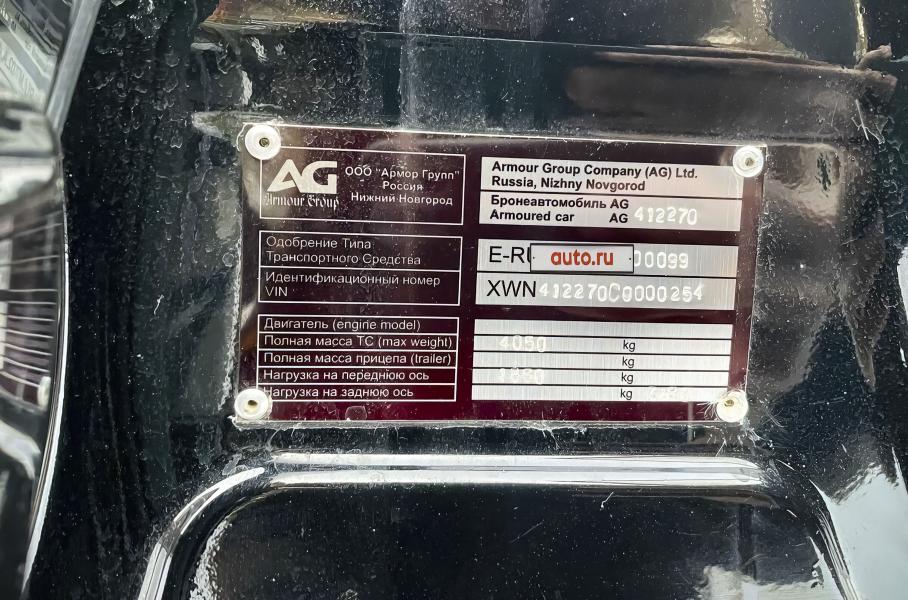 AG
Armour Group
ООО "Армор Групп"
Россия
Нижний Новгород
Armour Group Company (AG) Ltd.
Russia, Nizhny Novgorod
Бронеавтомобиль AG
Armoured car AG 412270
Одобрение Типа
Транспортного Средства
E-RU
auto.ru
00099
Идентификационный номер
VIN
XWN412270C0000254
Двигатель (engine model)
Полная масса ТС (max weight) 4050 kg
Полная масса прицепа (trailer) kg
Нагрузка на переднюю ось kg
Нагрузка на заднюю ось kg